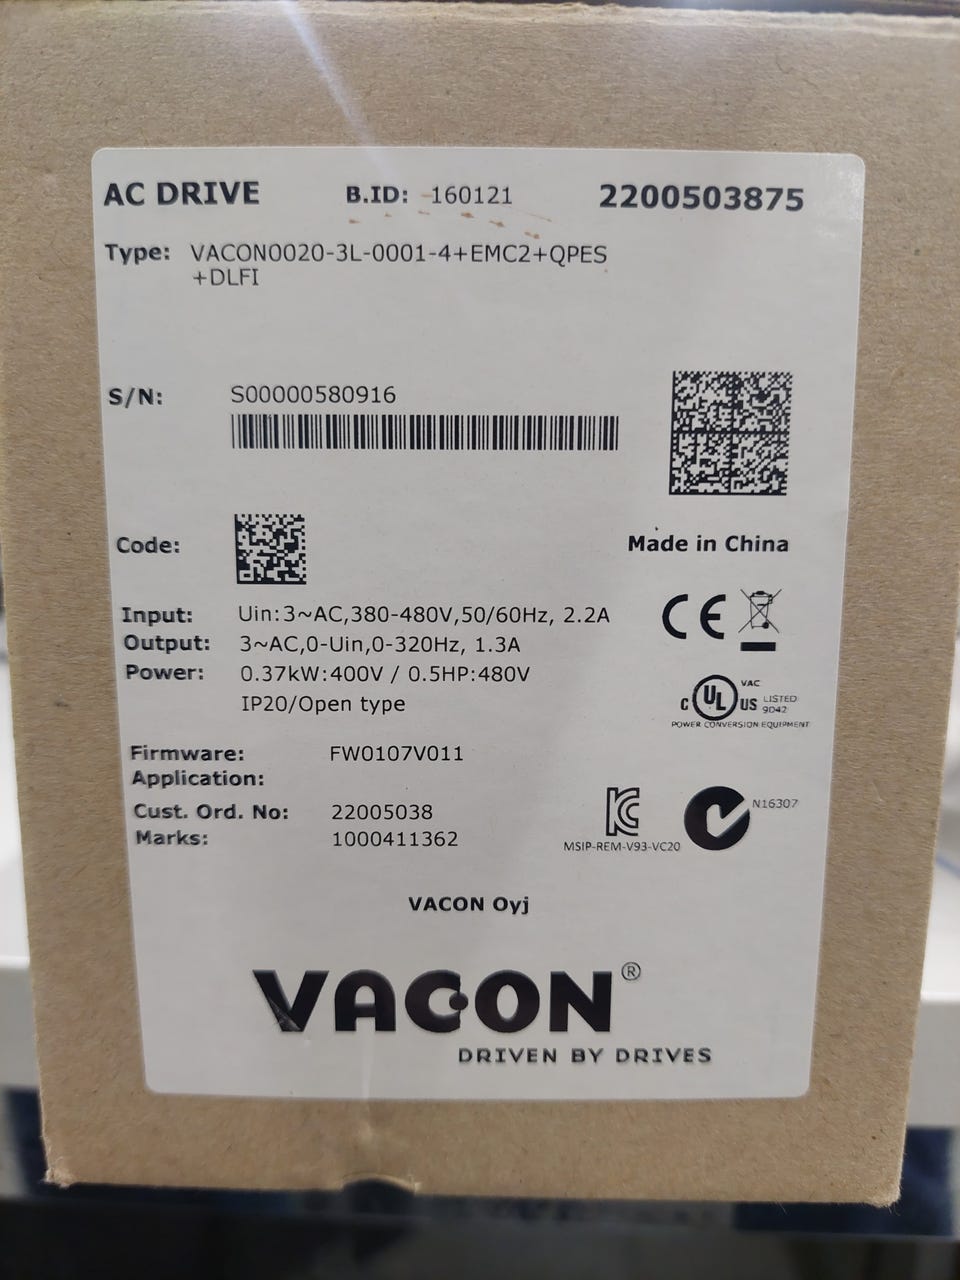 AC DRIVE B.ID: 160121 2200503875
Type: VACON0020-3L-0001-4+EMC2+QPES
+DLFI
S/N: S00000580916
Code:
Made in China
Input: Uin:3~AC,380-480V,50/60Hz, 2.2A
Output: 3~AC,0-Uin,0-320Hz, 1.3A
Power: 0.37kW:400V / 0.5HP:480V
IP20/Open type
CE
C UL US VAC LISTED 9D42
POWER CONVERSION EQUIPMENT
Firmware: FW0107V011
Application:
Cust. Ord. No: 22005038
Marks: 1000411362
N16307
MSIP-REM-V93-VC20
VACON Oyj
VACON®
DRIVEN BY DRIVES